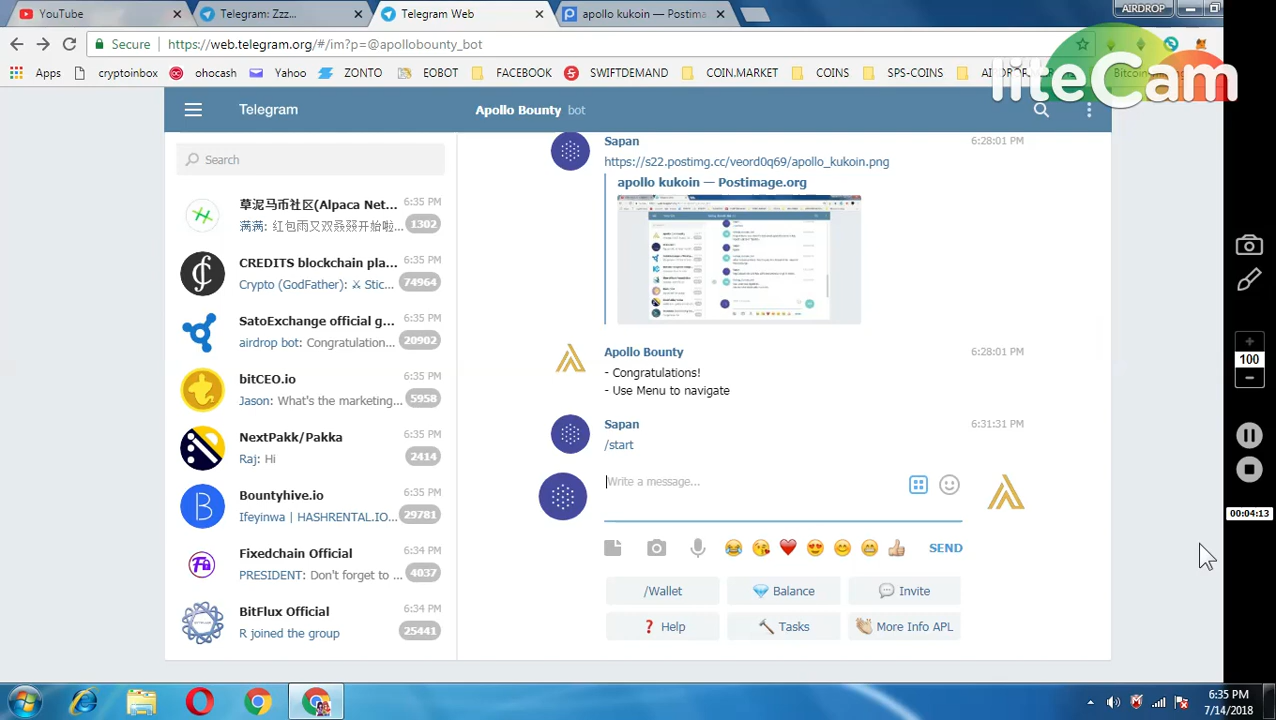 YouTube
Telegram: Zzz...
Telegram Web
apollo kukoin — Postima
AIRDROP
Secure
https://web.telegram.org/#/im?p=@apollobounty_bot
Apps
cryptoinbox
ohocash
Yahoo
ZONTO
EOBOT
FACEBOOK
SWIFTDEMAND
COIN.MARKET
COINS
SPS-COINS
liteCam
Telegram
Apollo Bounty bot
Search
草泥马币社区(Alpaca Net...
1502
CREDITS Blockchain pla...
6:35 PM
Crypto (Godfather): X Stic...
SatoExchange official g...
6:35 PM
airdrop bot: Congratulation...
20902
bitCEO.io
6:35 PM
Jason: What's the marketing...
5958
Nexthink/Pakka
6:35 PM
Raj: Hi
2414
Bountyhive.io
6:35 PM
Ifeyinwa | HASHRENTAL.IO...
29781
Fixedchain Official
6:34 PM
PRESIDENT: Don't forget to ...
4037
BitFlux Official
6:34 PM
R joined the group
25441
Sapan
6:28:01 PM
https://s22.postimg.cc/veord0q69/apollo_kukoin.png
apollo kukoin — Postimage.org
Apollo Bounty
6:28:01 PM
- Congratulations!
- Use Menu to navigate
Sapan
6:31:31 PM
/start
Write a message...
SEND
/Wallet
Balance
Invite
Help
Tasks
More Info APL
100
00:04:13
6:35 PM
7/14/2018